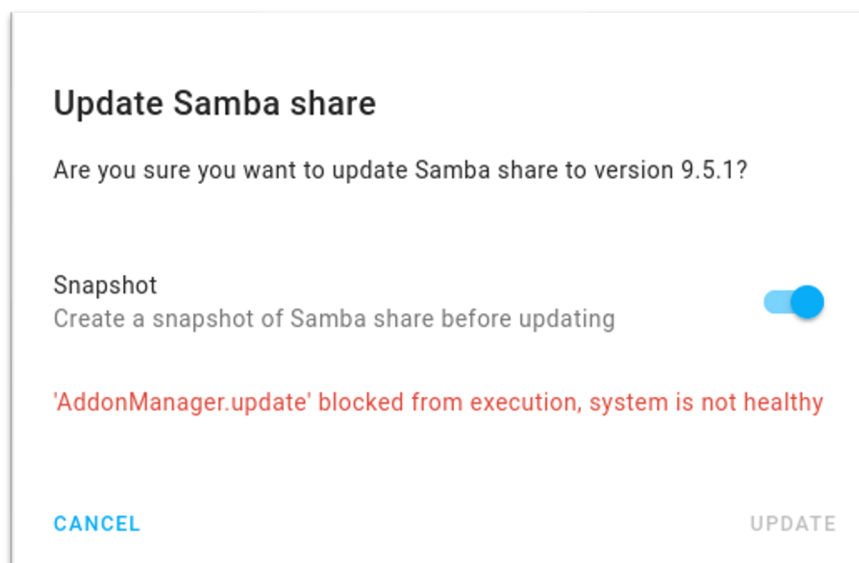 Update Samba share
Are you sure you want to update Samba share to version 9.5.1?
Snapshot
Create a snapshot of Samba share before updating
'AddonManager.update' blocked from execution, system is not healthy
CANCEL
UPDATE